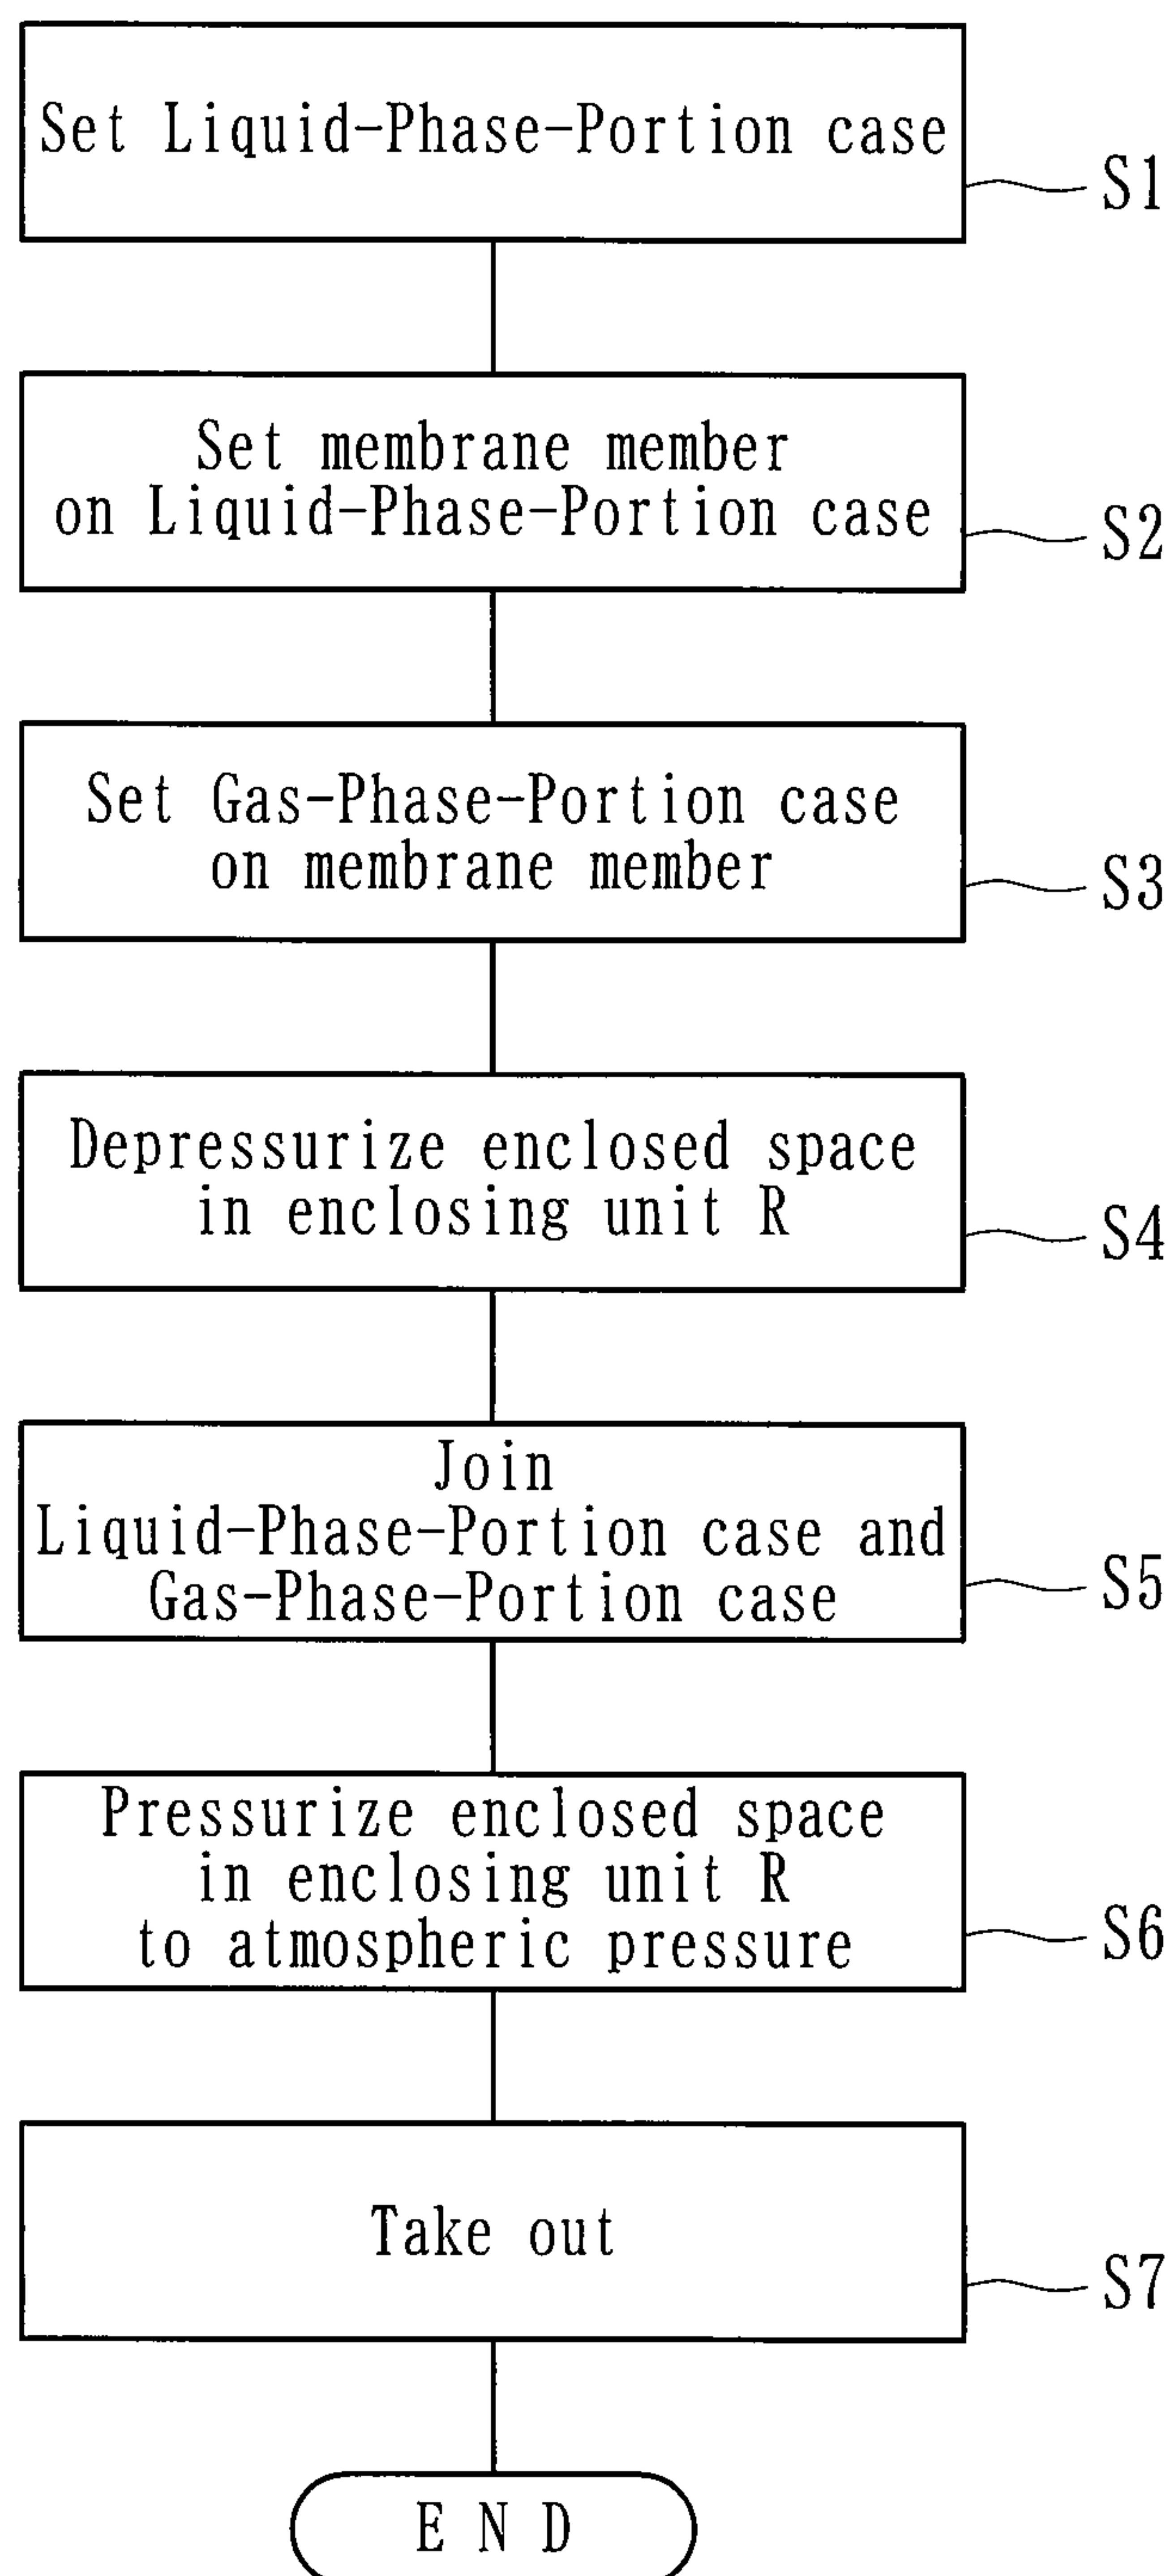 Set Liquid-Phase-Portion case
S1
Set membrane member
on Liquid-Phase-Portion case
S2
Set Gas-Phase-Portion case
on membrane member
S3
Depressurize enclosed space
in enclosing unit R
S4
Join
Liquid-Phase-Portion case and
Gas-Phase-Portion case
S5
Pressurize enclosed space
in enclosing unit R
to atmospheric pressure
S6
Take out
S7
END